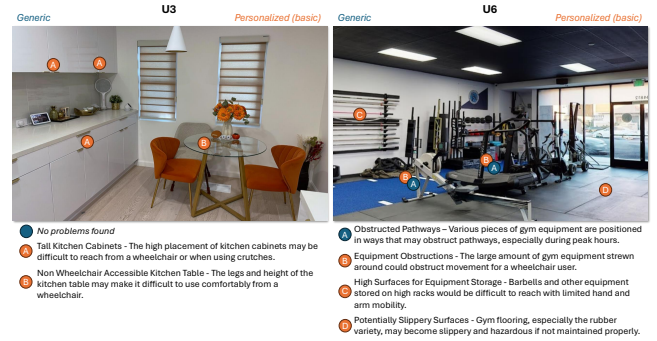 U3
Generic
Personalized (basic)
A
A
A
B
No problems found
A
Tall Kitchen Cabinets - The high placement of kitchen cabinets may be
difficult to reach from a wheelchair or when using crutches.
B
Non Wheelchair Accessible Kitchen Table - The legs and height of the
kitchen table may make it difficult to use comfortably from a
wheelchair.
U6
Generic
Personalized (basic)
C
B
A
B
A
D
A
Obstructed Pathways – Various pieces of gym equipment are positioned
in ways that may obstruct pathways, especially during peak hours.
B
Equipment Obstructions - The large amount of gym equipment strewn
around could obstruct movement for a wheelchair user.
C
High Surfaces for Equipment Storage - Barbells and other equipment
stored on high racks would be difficult to reach with limited hand and
arm mobility.
D
Potentially Slippery Surfaces - Gym flooring, especially the rubber
variety, may become slippery and hazardous if not maintained properly.